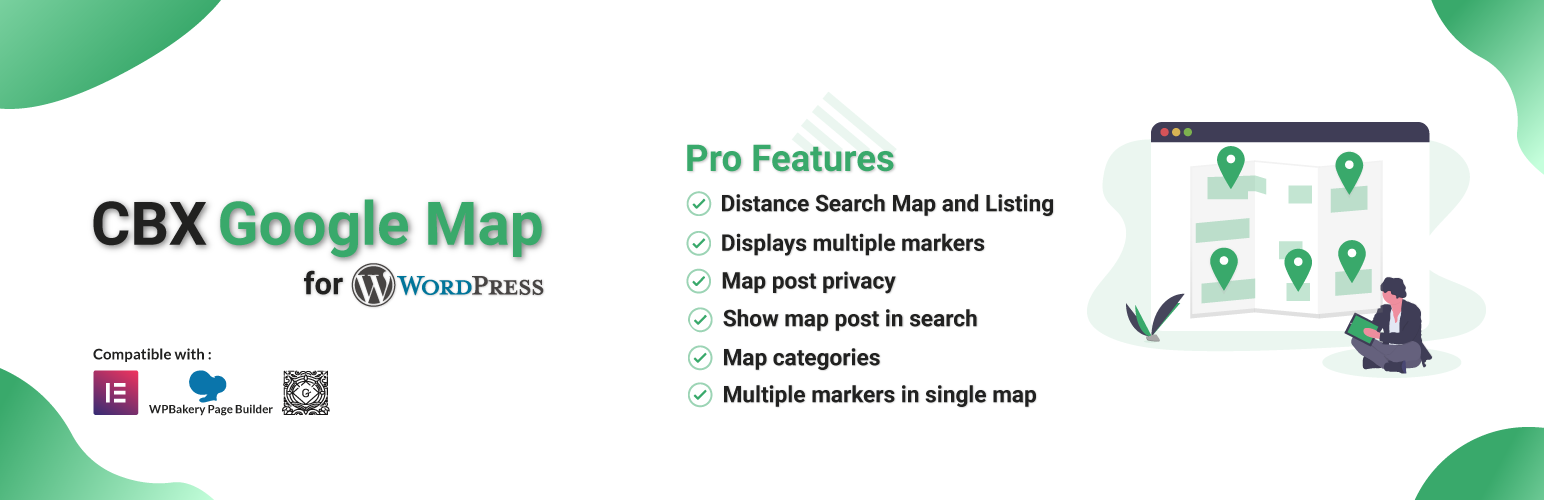 CBX Google Map
for WORDPRESS
Compatible with :
WPBakery Page Builder
Pro Features
Distance Search Map and Listing
Displays multiple markers
Map post privacy
Show map post in search
Map categories
Multiple markers in single map